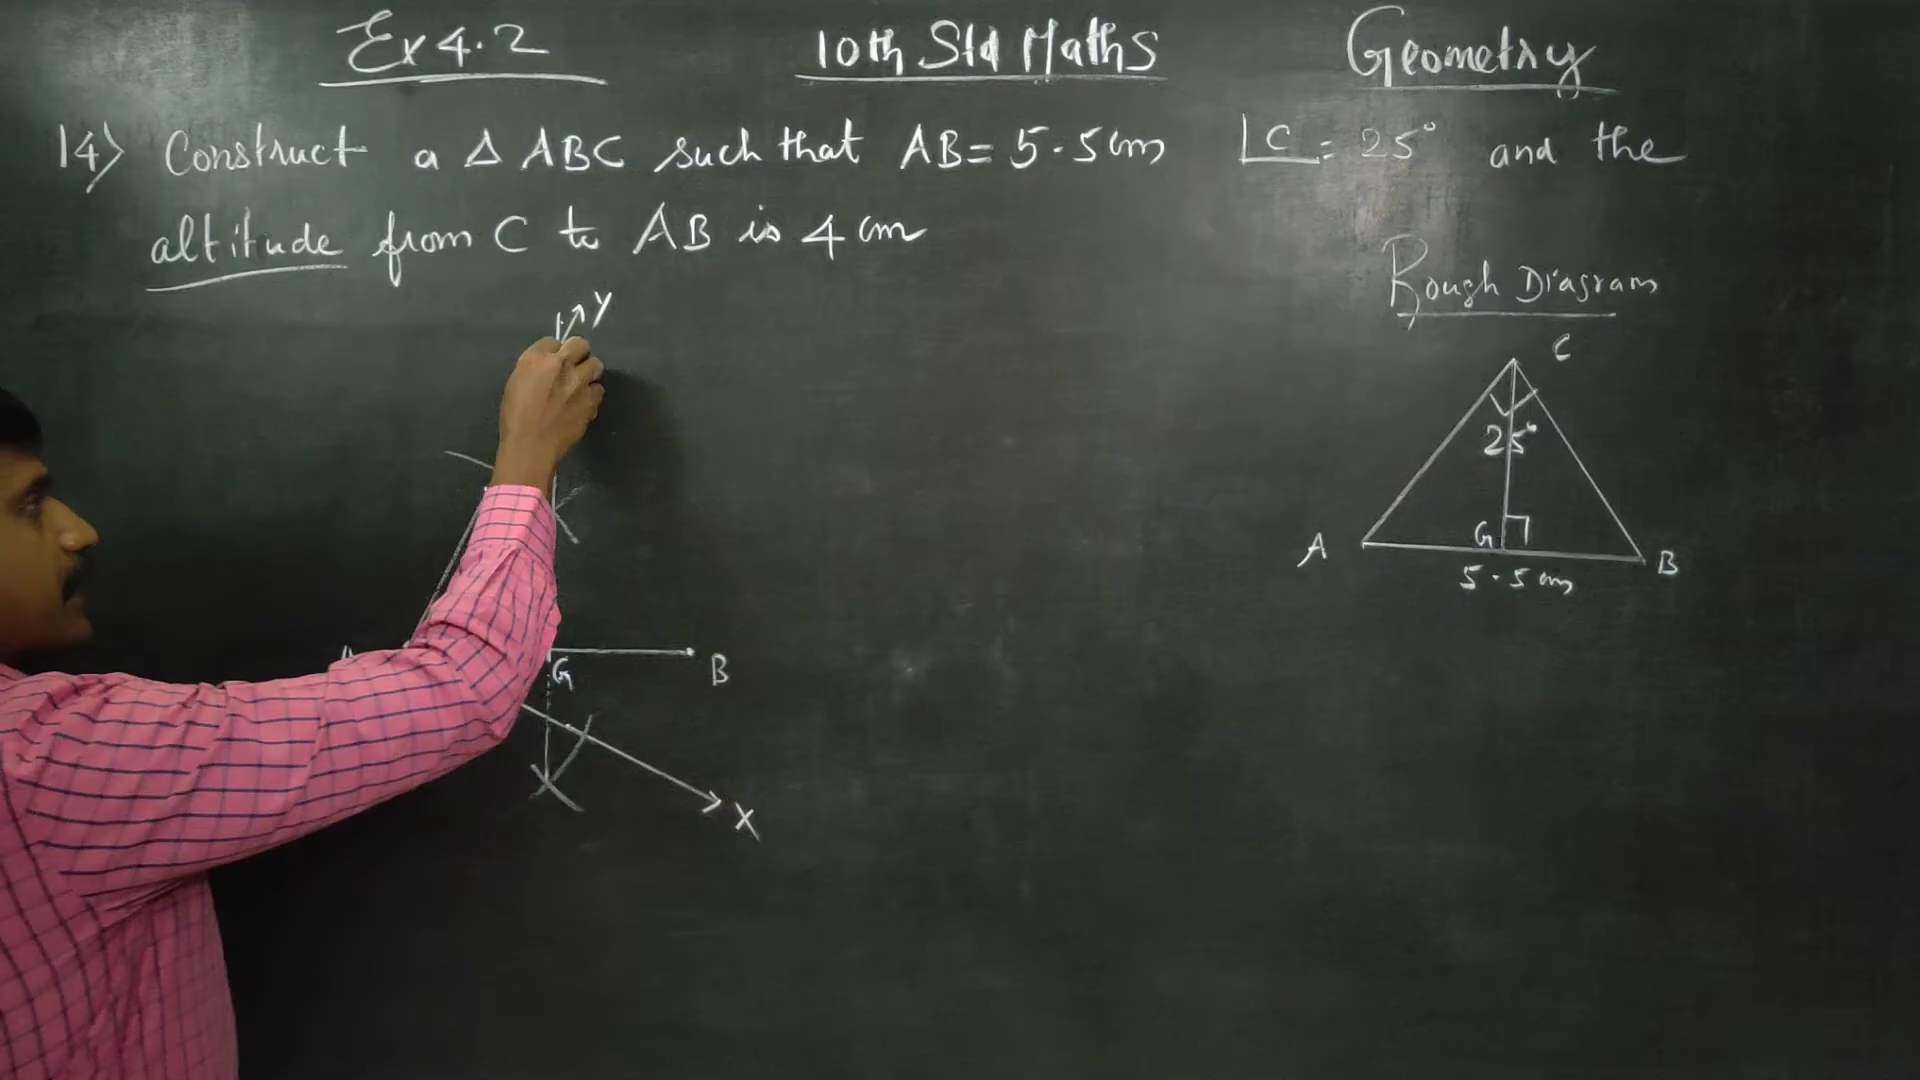 Ex 4.2 10th Std Maths Geometry
14) Construct a Δ ABC such that AB = 5.5cm ∠C = 25° and the
altitude from C to AB is 4 cm
Rough Diagram
Y
C
25°
A G B
5.5 cm
A G B
X